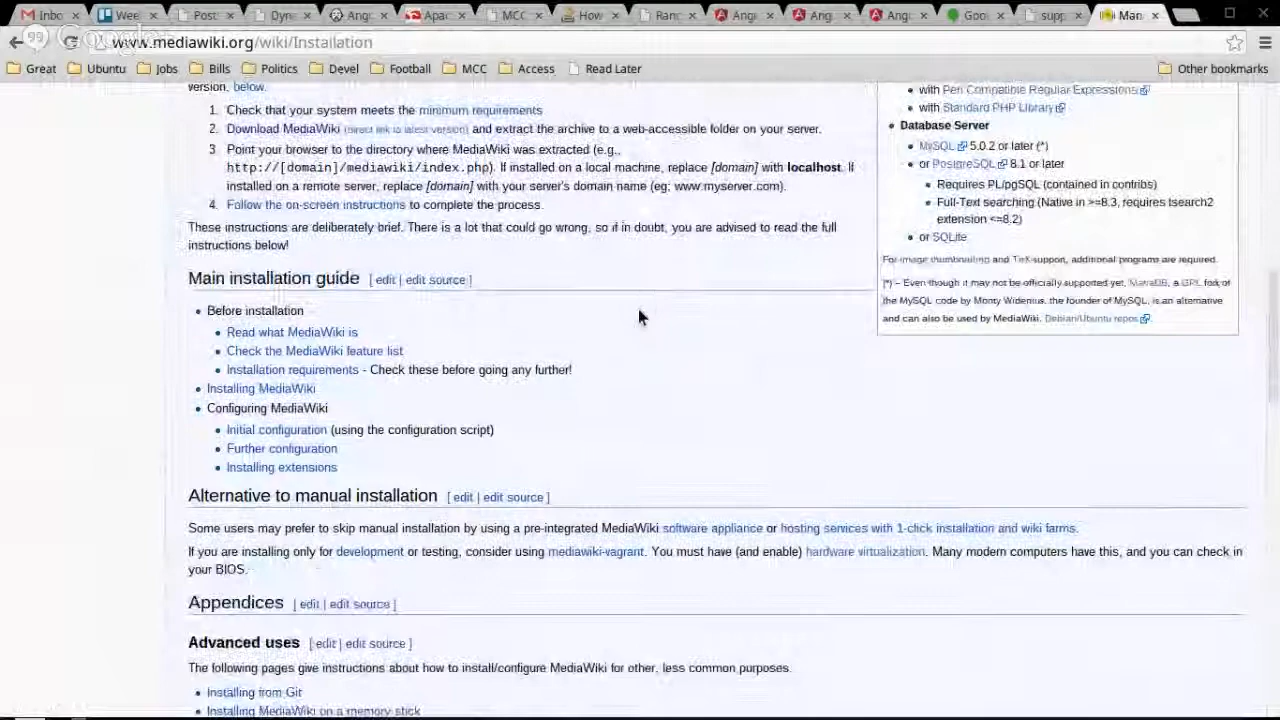 Inbo
Wee
Post
Dyn
Ang
Apac
MCC
How
Ran
Ang
Ang
Ang
Goo
supp
Man
www.mediawiki.org/wiki/Installation
Great
Ubuntu
Jobs
Bills
Politics
Devel
Football
MCC
Access
Read Later
Other bookmarks
version, below.
1. Check that your system meets the minimum requirements
2. Download MediaWiki (direct link to latest version) and extract the archive to a web-accessible folder on your server.
3 Point your browser to the directory where MediaWiki was extracted (e.g.,
http://[domain]/mediawiki/index.php). If installed on a local machine, replace [domain] with localhost. If
installed on a remote server, replace [domain] with your server's domain name (eg; www.myserver.com).
4. Follow the on-screen instructions to complete the process.
These instructions are deliberately brief. There is a lot that could go wrong, so if in doubt, you are advised to read the full
instructions below!
with Perl Compatible Regular Expressions
with Standard PHP Library
Database Server
MySQL 5.0.2 or later (*)
or PostgreSQL 8.1 or later
Requires PL/pgSQL (contained in contribs)
Full-Text searching (Native in >=8.3, requires tsearch2
extension <=8.2)
or SQLite
For image thumbnailing and TeX support, additional programs are required.
(*) – Even though it may not be officially supported yet, MariaDB, a GPL fork of
the MySQL code by Monty Widenius, the founder of MySQL, is an alternative
and can also be used by MediaWiki. Debian/Ubuntu repos
Main installation guide [ edit | edit source ]
Before installation
Read what MediaWiki is
Check the MediaWiki feature list
Installation requirements - Check these before going any further!
Installing MediaWiki
Configuring MediaWiki
Initial configuration (using the configuration script)
Further configuration
Installing extensions
Alternative to manual installation [ edit | edit source ]
Some users may prefer to skip manual installation by using a pre-integrated MediaWiki software appliance or hosting services with 1-click installation and wiki farms.
If you are installing only for development or testing, consider using mediawiki-vagrant. You must have (and enable) hardware virtualization. Many modern computers have this, and you can check in
your BIOS.
Appendices [ edit | edit source ]
Advanced uses [ edit | edit source ]
The following pages give instructions about how to install/configure MediaWiki for other, less common purposes.
Installing from Git
Installing MediaWiki on a memory stick